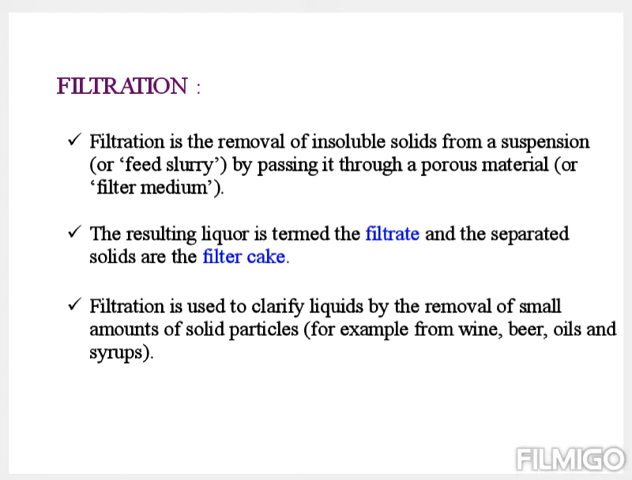 FILTRATION :
✓ Filtration is the removal of insoluble solids from a suspension
(or ‘feed slurry’) by passing it through a porous material (or
‘filter medium’).
✓ The resulting liquor is termed the filtrate and the separated
solids are the filter cake.
✓ Filtration is used to clarify liquids by the removal of small
amounts of solid particles (for example from wine, beer, oils and
syrups).
FILMIGO